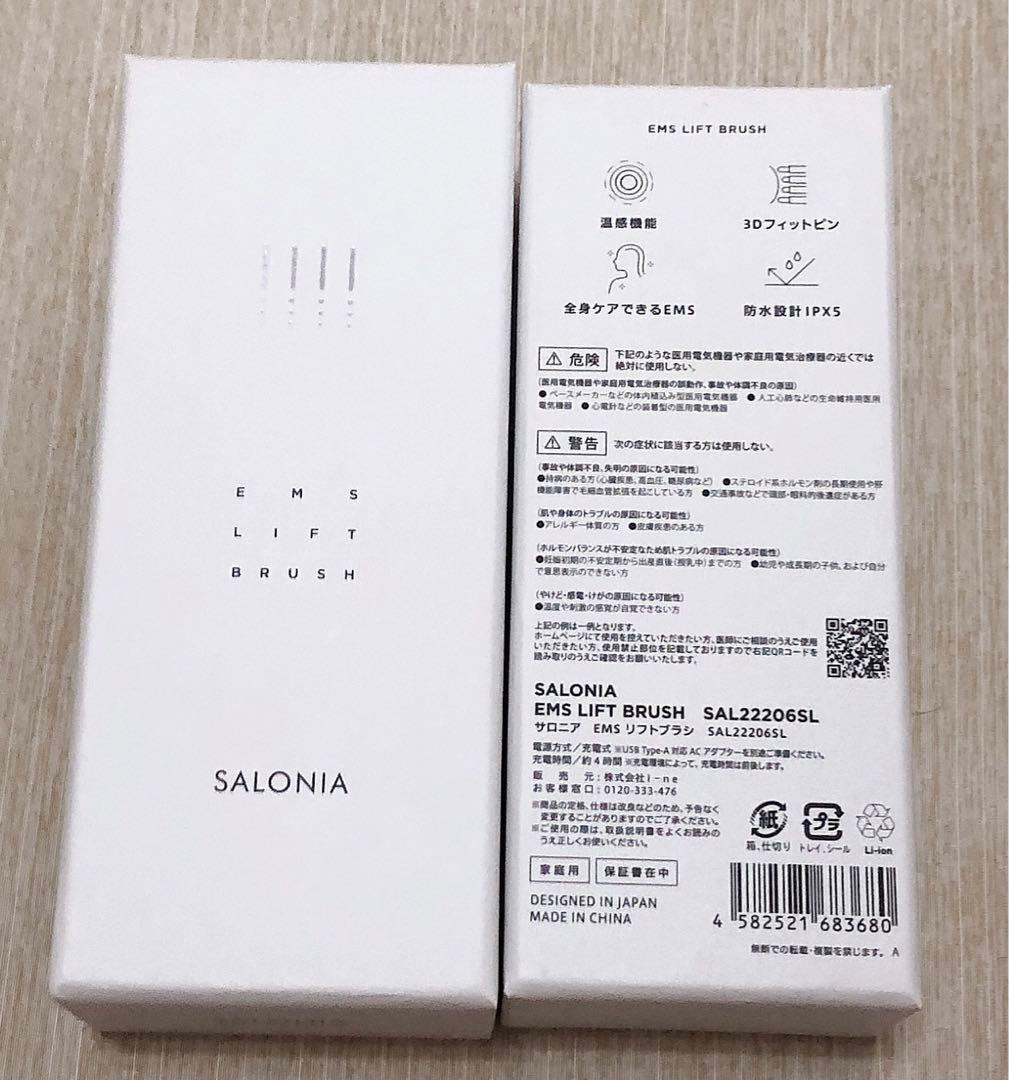 E M S
L I F T
B R U S H
SALONIA
EMS LIFT BRUSH
温感機能
3Dフィットピン
全身ケアできるEMS
防水設計IPX5
⚠ 危険
下記のような医用電気機器や家庭用電気治療器の近くでは
絶対に使用しない。
(医用電気機器や家庭用電気治療器の誤動作、事故や体調不良の原因)
●ペースメーカーなどの体内植込み型医用電気機器 ●人工心肺などの生命維持用医用
電気機器 ●心電計などの装着型の医用電気機器
⚠ 警告
次の症状に該当する方は使用しない。
(事故や体調不良、失明の原因になる可能性)
●持病のある方(心臓疾患、高血圧、糖尿病など) ●ステロイド系ホルモン剤の長期使用や肝
機能障害で毛細血管拡張を起こしている方 ●交通事故などで頭部・眼科的後遺症がある方
(肌や身体のトラブルの原因になる可能性)
●アレルギー体質の方 ●皮膚疾患のある方
(ホルモンバランスが不安定なため肌トラブルの原因になる可能性)
●妊娠初期の不安定期から出産直後(授乳中)までの方 ●幼児や成長期の子供、および自分
で意思表示のできない方
(やけど・感電・けがの原因になる可能性)
●温度や刺激の感覚が自覚できない方
上記の例は一例となります。
ホームページにて使用を控えていただきたい方、医師にご相談のうえご使用
いただきたい方、使用禁止部位を記載しておりますので右記QRコードを
読み取りのうえご確認をお願いいたします。
SALONIA
EMS LIFT BRUSH SAL22206SL
サロニア EMS リフトブラシ SAL22206SL
電源方式/充電式 ※USB Type-A 対応 AC アダプターを別途ご準備ください。
充電時間/約4時間 ※充電環境によって、充電時間は前後します。
販売元:株式会社i-ne
お客様窓口:0120-333-476
※商品の定格、仕様は改良などのため、予告なく
変更することがありますのでご了承ください。
※ご使用の際は、取扱説明書をよくお読みの
うえ正しくお使いください。
紙
箱、仕切り
プラ
トレイ、シール
Li-ion
家庭用
保証書在中
DESIGNED IN JAPAN
MADE IN CHINA
4 582521 683680
無断での転載・複製を禁じます。 A